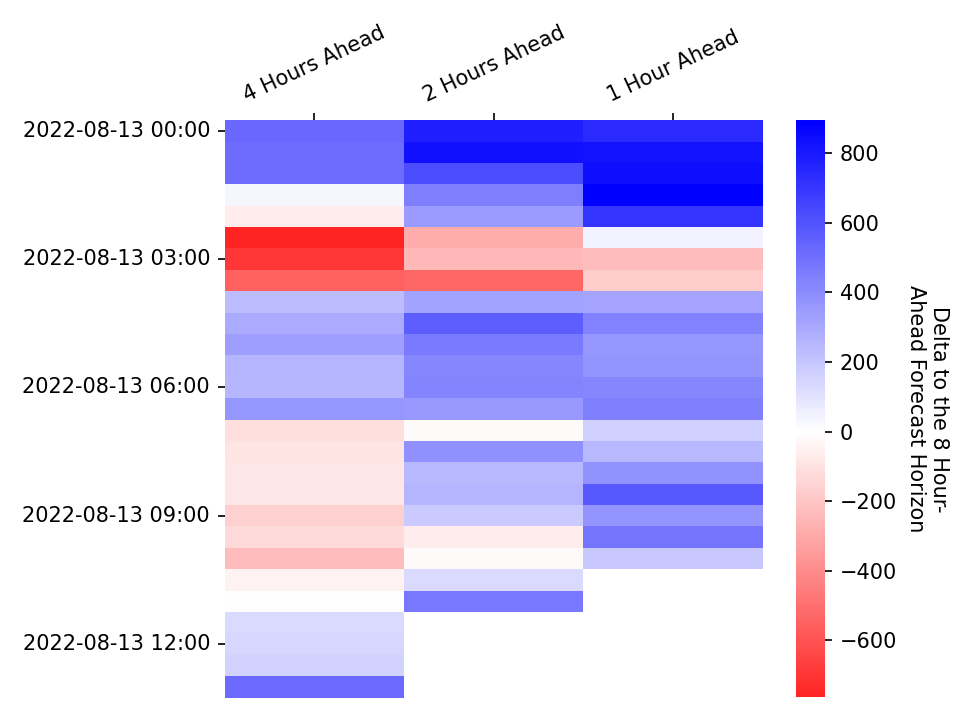 4 Hours Ahead
2 Hours Ahead
1 Hour Ahead
2022-08-13 00:00
2022-08-13 03:00
2022-08-13 06:00
2022-08-13 09:00
2022-08-13 12:00
800
600
400
200
0
−200
−400
−600
Delta to the 8 Hour-
Ahead Forecast Horizon